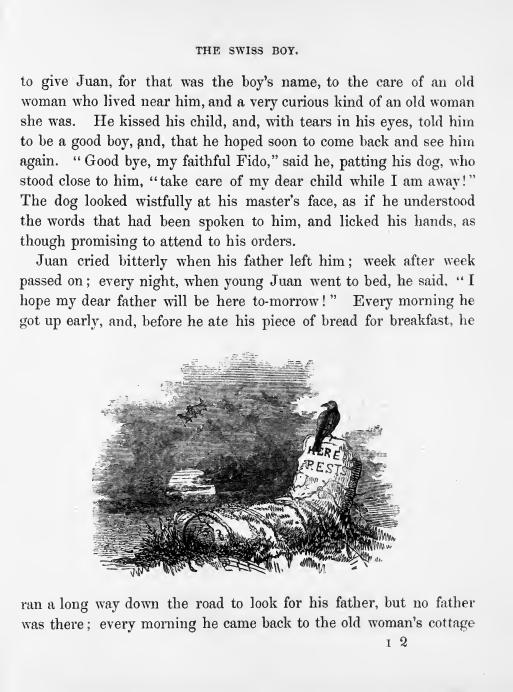 THE SWISS BOY.
to give Juan, for that was the boy's name, to the care of an old
woman who lived near him, and a very curious kind of an old woman
she was. He kissed his child, and, with tears in his eyes, told him
to be a good boy, and, that he hoped soon to come back and see him
again. “Good bye, my faithful Fido,” said he, patting his dog, who
stood close to him, “take care of my dear child while I am away!”
The dog looked wistfully at his master's face, as if he understood
the words that had been spoken to him, and licked his hands, as
though promising to attend to his orders.
Juan cried bitterly when his father left him; week after week
passed on; every night, when young Juan went to bed, he said, “I
hope my dear father will be here to-morrow!” Every morning he
got up early, and, before he ate his piece of bread for breakfast, he
HERE
RESTS
ran a long way down the road to look for his father, but no father
was there; every morning he came back to the old woman's cottage
I 2